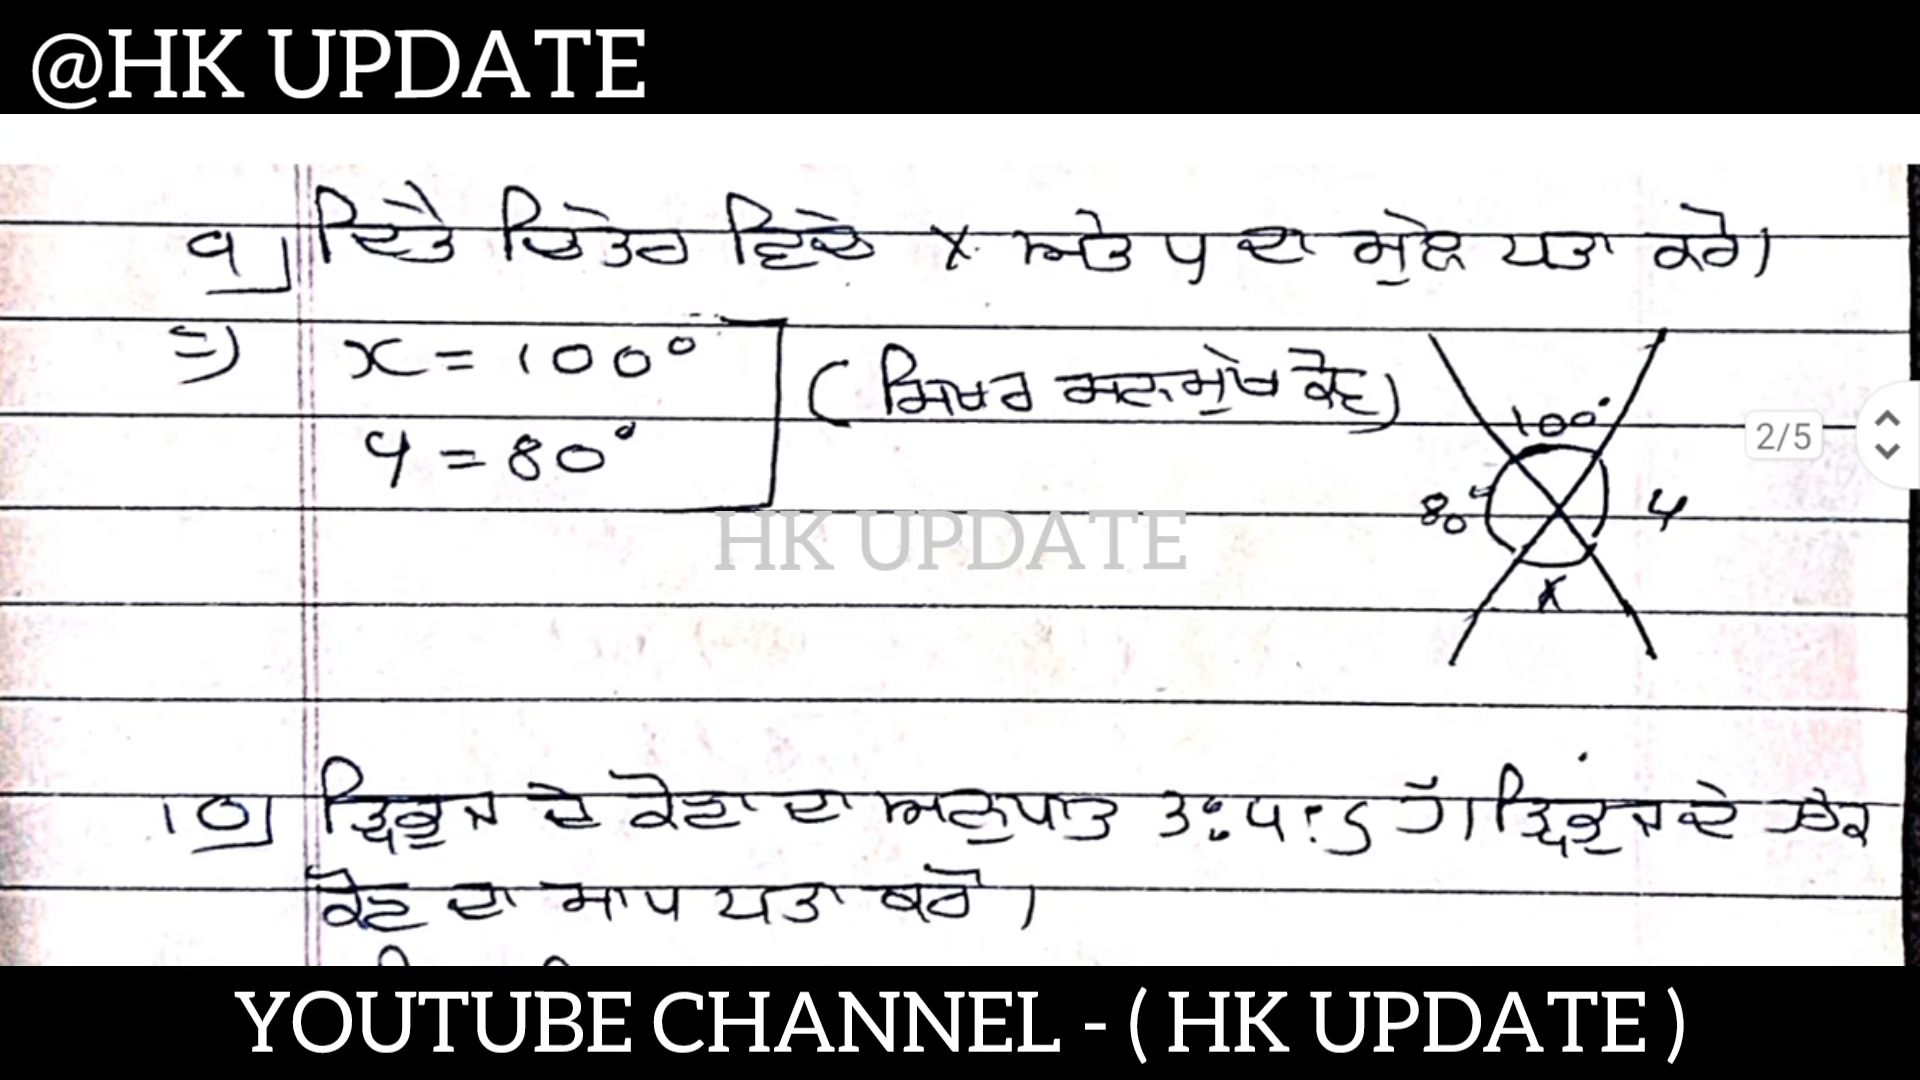 @HK UPDATE
9] ਦਿੱਤੇ ਚਿੱਤਰ ਵਿੱਚ x ਅਤੇ y ਦਾ ਮੁੱਲ ਪਤਾ ਕਰੋ।
⇒) x = 100° (ਸਿਖਰ ਸਨਮੁੱਖ ਕੋਣ)
y = 80°
100°
80° y
x
2/5
HK UPDATE
10] ਤ੍ਰਿਭੁਜ ਦੇ ਕੋਣਾਂ ਦਾ ਅਨੁਪਾਤ 3:4:5 ਹੈ। ਤ੍ਰਿਭੁਜ ਦੇ ਹਰੇਕ
ਕੋਣ ਦਾ ਮਾਪ ਪਤਾ ਕਰੋ।
YOUTUBE CHANNEL - ( HK UPDATE )